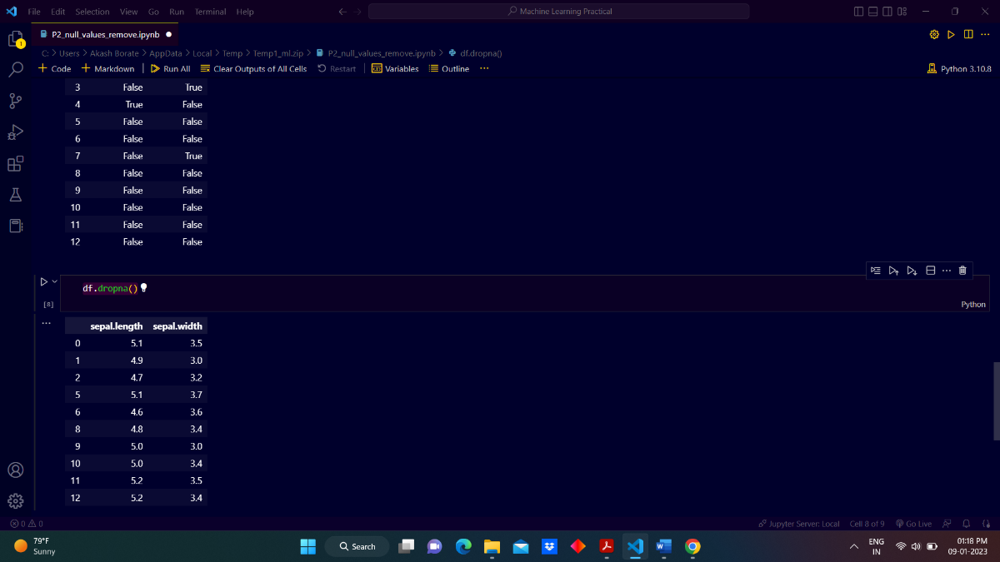 File Edit Selection View Go Run Terminal Help
Machine Learning Practical
P2_null_values_remove.ipynb
C: > Users > Akash Borate > AppData > Local > Temp > Temp1_ml.zip > P2_null_values_remove.ipynb > df.dropna()
+ Code + Markdown Run All Clear Outputs of All Cells Restart Variables Outline ... Python 3.10.8
3 False True
4 True False
5 False False
6 False False
7 False True
8 False False
9 False False
10 False False
11 False False
12 False False
df.dropna()
[8] Python
sepal.length sepal.width
0 5.1 3.5
1 4.9 3.0
2 4.7 3.2
5 5.1 3.7
6 4.6 3.6
8 4.8 3.4
9 5.0 3.0
10 5.0 3.4
11 5.2 3.5
12 5.2 3.4
0 0 Jupyter Server: Local Cell 8 of 9 Go Live
79°F
Sunny
Search
ENG
IN
01:18 PM
09-01-2023